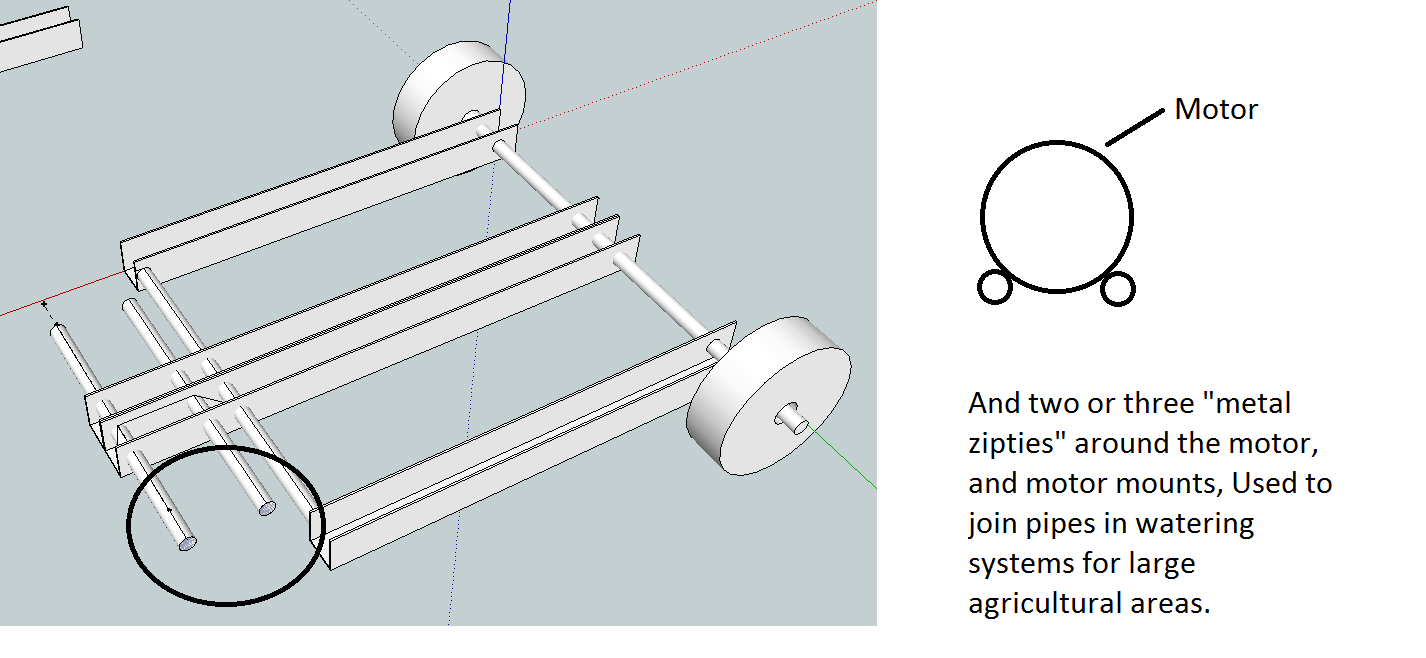 Motor
And two or three "metal
zipties" around the motor,
and motor mounts, Used to
join pipes in watering
systems for large
agricultural areas.